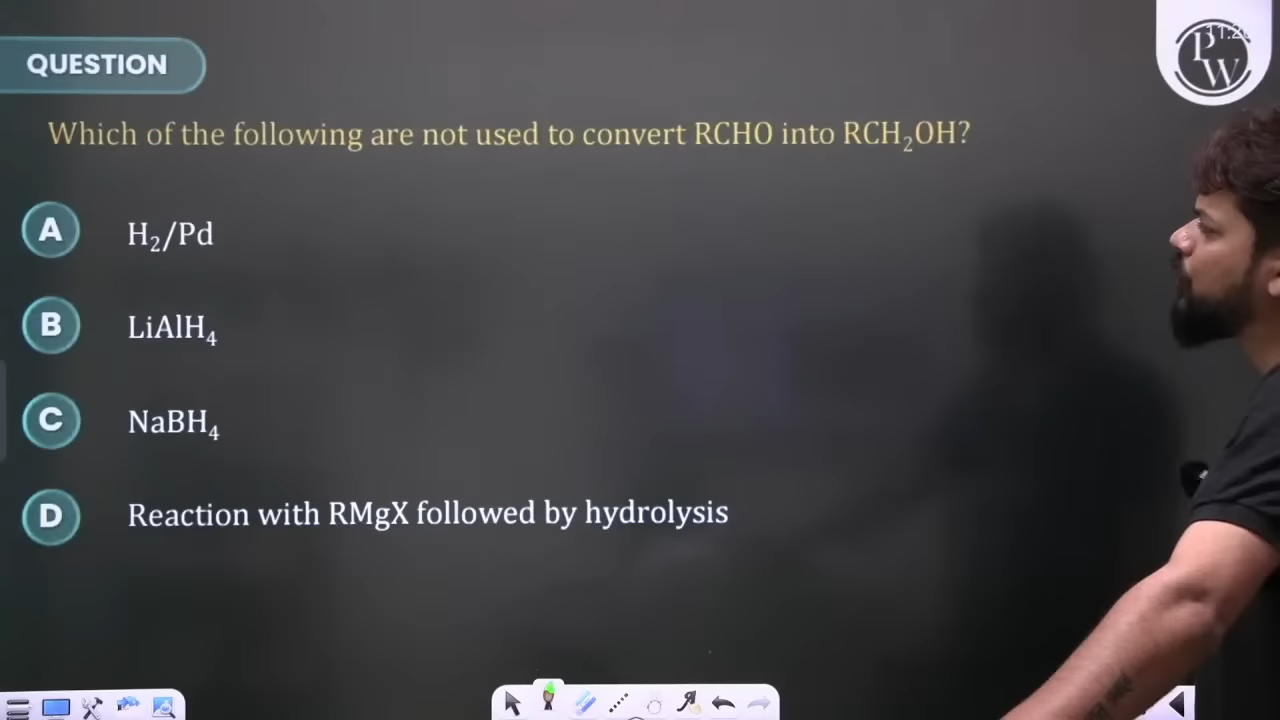 QUESTION
Which of the following are not used to convert RCHO into RCH₂OH?
A H₂/Pd
B LiAlH₄
C NaBH₄
D Reaction with RMgX followed by hydrolysis
P
W